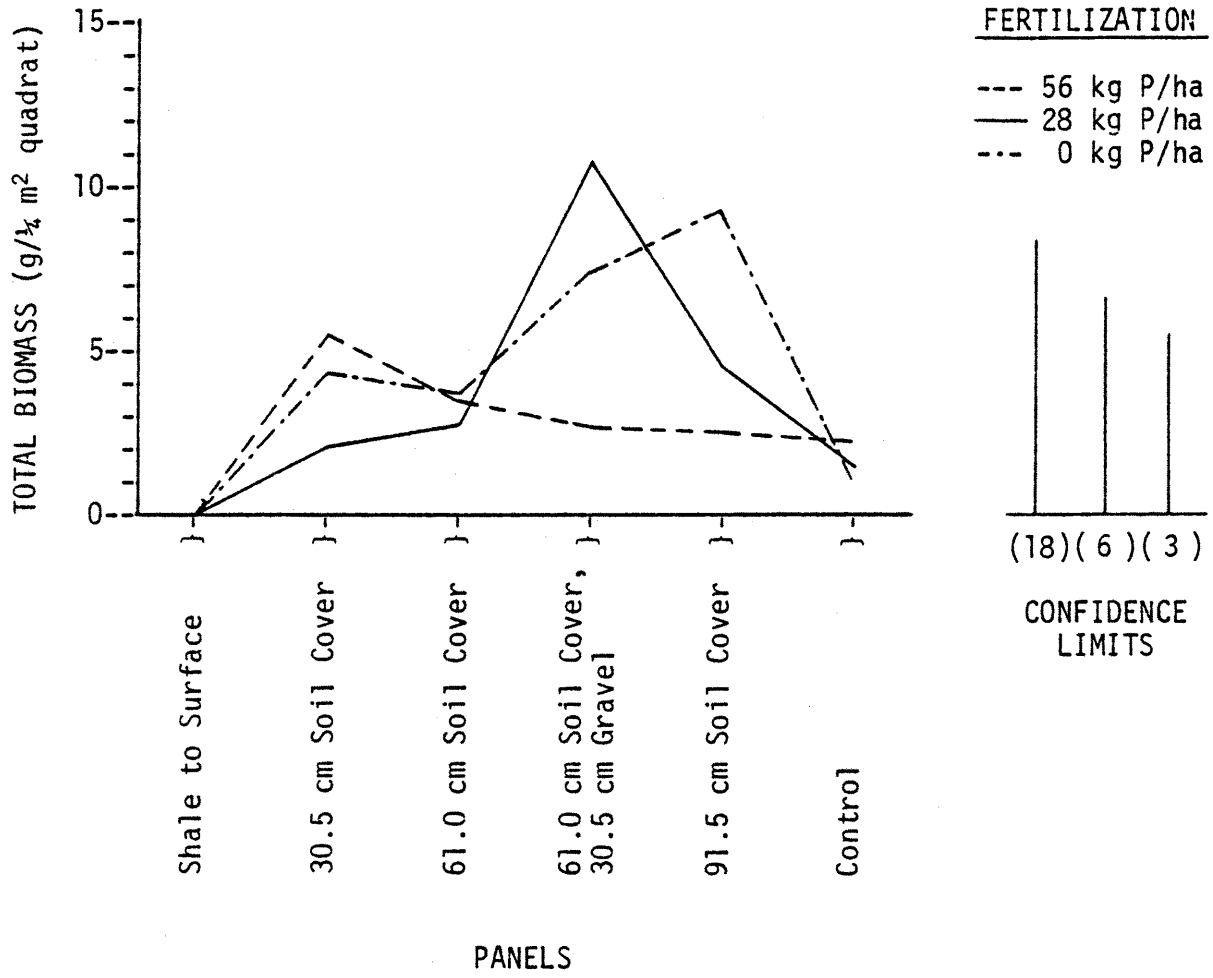 TOTAL BIOMASS (g/¼ m² quadrat)
15
10
5
0
FERTILIZATION
56 kg P/ha
28 kg P/ha
0 kg P/ha
(18)( 6 )( 3 )
CONFIDENCE
LIMITS
Shale to Surface }
30.5 cm Soil Cover }
61.0 cm Soil Cover }
61.0 cm Soil Cover, }
30.5 cm Gravel
91.5 cm Soil Cover }
Control }
PANELS